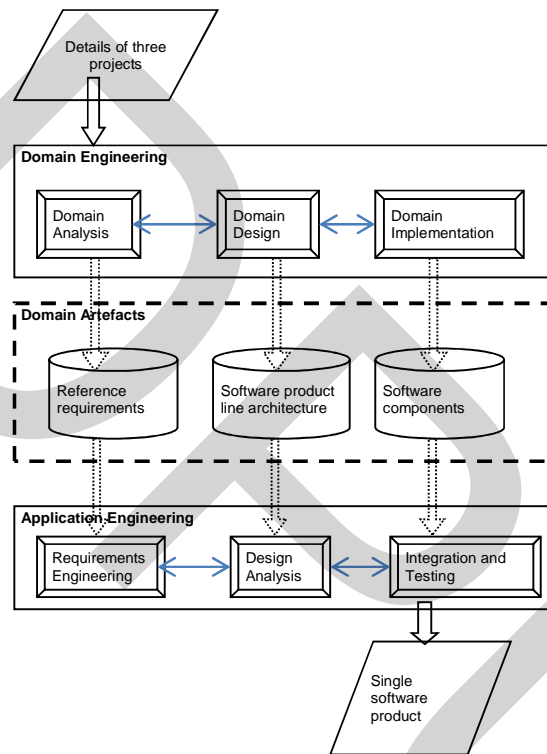 Details of three
projects
Domain Engineering
Domain
Analysis
Domain
Design
Domain
Implementation
Domain Artefacts
Reference
requirements
Software product
line architecture
Software
components
Application Engineering
Requirements
Engineering
Design
Analysis
Integration and
Testing
Single
software
product